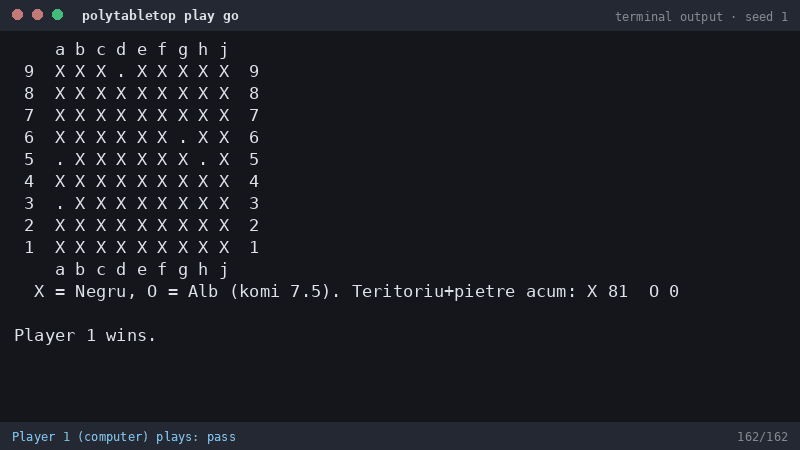 polytabletop play go
terminal output · seed 1
a b c d e f g h j
9 X X X . X X X X X 9
8 X X X X X X X X X 8
7 X X X X X X X X X 7
6 X X X X X X . X X 6
5 . X X X X X X . X 5
4 X X X X X X X X X 4
3 . X X X X X X X X 3
2 X X X X X X X X X 2
1 X X X X X X X X X 1
a b c d e f g h j
X = Negru, O = Alb (komi 7.5). Teritoriu+pietre acum: X 81 O 0
Player 1 wins.
Player 1 (computer) plays: pass
162/162